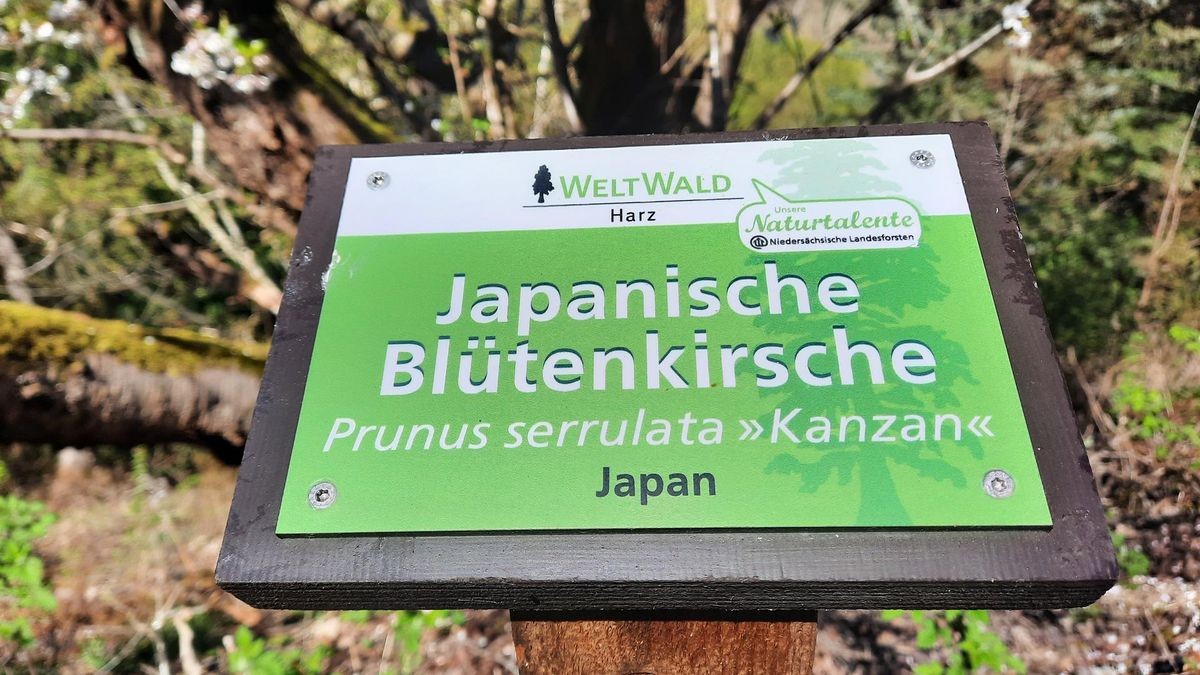 WELTWALD
Harz
Unsere
Naturtalente
Niedersächsische Landesforsten
Japanische
Blütenkirsche
Prunus serrulata »Kanzan«
Japan